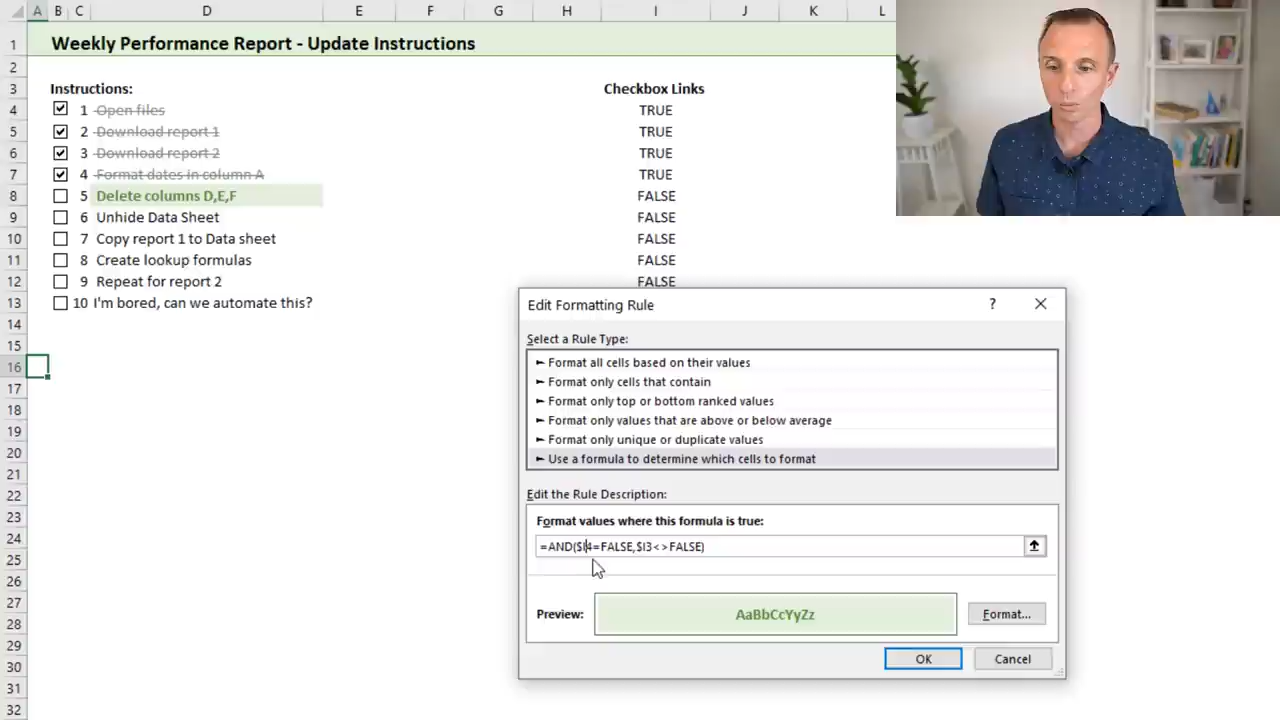 A B C D E F G H I J K L
1 Weekly Performance Report - Update Instructions
2
3 Instructions: Checkbox Links
4 1 Open files TRUE
5 2 Download report 1 TRUE
6 3 Download report 2 TRUE
7 4 Format dates in column A TRUE
8 5 Delete columns D,E,F FALSE
9 6 Unhide Data Sheet FALSE
10 7 Copy report 1 to Data sheet FALSE
11 8 Create lookup formulas FALSE
12 9 Repeat for report 2 FALSE
13 10 I'm bored, can we automate this?
14
15
16
17
18
19
20
21
22
23
24
25
26
27
28
29
30
31
32
Edit Formatting Rule ?
Select a Rule Type:
► Format all cells based on their values
► Format only cells that contain
► Format only top or bottom ranked values
► Format only values that are above or below average
► Format only unique or duplicate values
► Use a formula to determine which cells to format
Edit the Rule Description:
Format values where this formula is true:
=AND($I4=FALSE,$I3<>FALSE)
Preview: AaBbCcYyZz Format...
OK Cancel